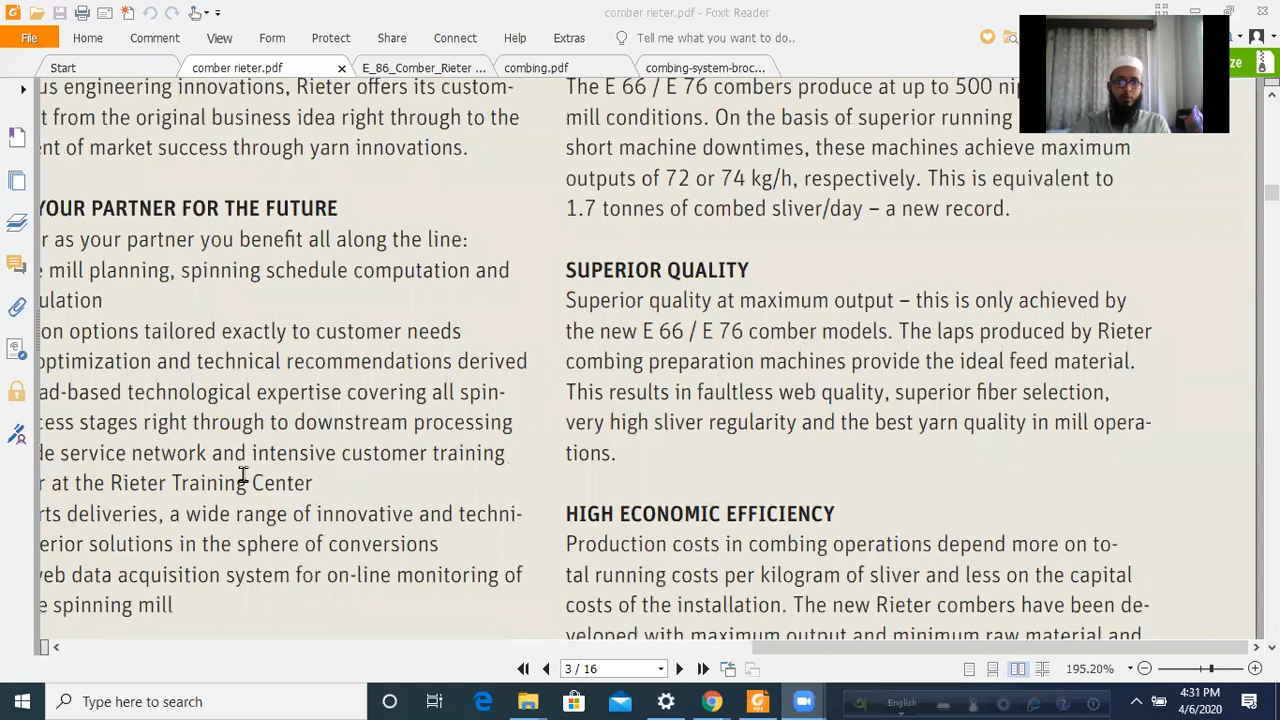 comber rieter.pdf - Foxit Reader
File
Home
Comment
View
Form
Protect
Share
Connect
Help
Extras
Tell me what you want to do..
Start
comber rieter.pdf
E_86_Comber_Rieter ...
combing.pdf
combing-system-broc...
us engineering innovations, Rieter offers its custom-
t from the original business idea right through to the
ent of market success through yarn innovations.
YOUR PARTNER FOR THE FUTURE
r as your partner you benefit all along the line:
e mill planning, spinning schedule computation and
ulation
on options tailored exactly to customer needs
optimization and technical recommendations derived
ad-based technological expertise covering all spin-
cess stages right through to downstream processing
de service network and intensive customer training
r at the Rieter Training Center
rts deliveries, a wide range of innovative and techni-
erior solutions in the sphere of conversions
web data acquisition system for on-line monitoring of
e spinning mill
The E 66 / E 76 combers produce at up to 500 nip
mill conditions. On the basis of superior running
short machine downtimes, these machines achieve maximum
outputs of 72 or 74 kg/h, respectively. This is equivalent to
1.7 tonnes of combed sliver/day – a new record.
SUPERIOR QUALITY
Superior quality at maximum output – this is only achieved by
the new E 66 / E 76 comber models. The laps produced by Rieter
combing preparation machines provide the ideal feed material.
This results in faultless web quality, superior fiber selection,
very high sliver regularity and the best yarn quality in mill opera-
tions.
HIGH ECONOMIC EFFICIENCY
Production costs in combing operations depend more on to-
tal running costs per kilogram of sliver and less on the capital
costs of the installation. The new Rieter combers have been de-
veloped with maximum output and minimum raw material and
3 / 16
195.20%
Type here to search
English
4:31 PM
4/6/2020